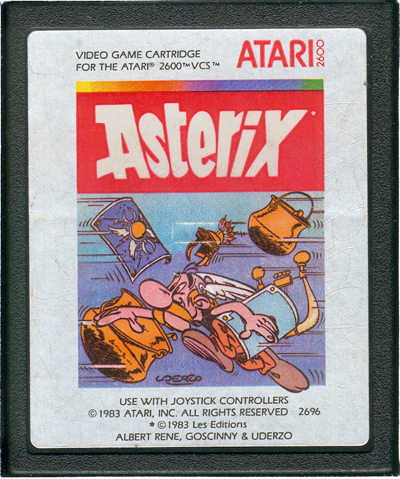 VIDEO GAME CARTRIDGE
FOR THE ATARI® 2600™VCS™
ATARI
2600
Asterix*
UDERZO
USE WITH JOYSTICK CONTROLLERS
©1983 ATARI, INC. ALL RIGHTS RESERVED 2696
* ©1983 Les Editions
ALBERT RENE, GOSCINNY & UDERZO